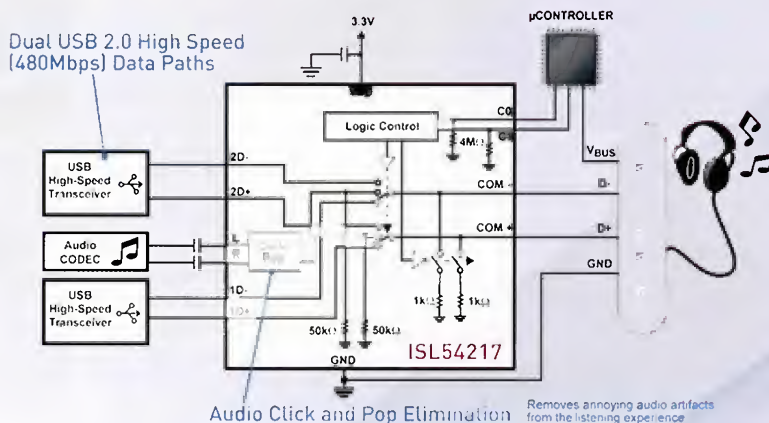 Dual USB 2.0 High Speed
(480Mbps) Data Paths
3.3V
µCONTROLLER
Logic Control
C0
4MΩ
USB
High-Speed
Transceiver
2D-
2D+
VBUS
COM -
D-
COM +
D+
Audio
CODEC
L
R
GND
USB
High-Speed
Transceiver
1D-
1D+
50kΩ
50kΩ
1kΩ
1kΩ
ISL54217
GND
Audio Click and Pop Elimination
Removes annoying audio artifacts
from the listening experience